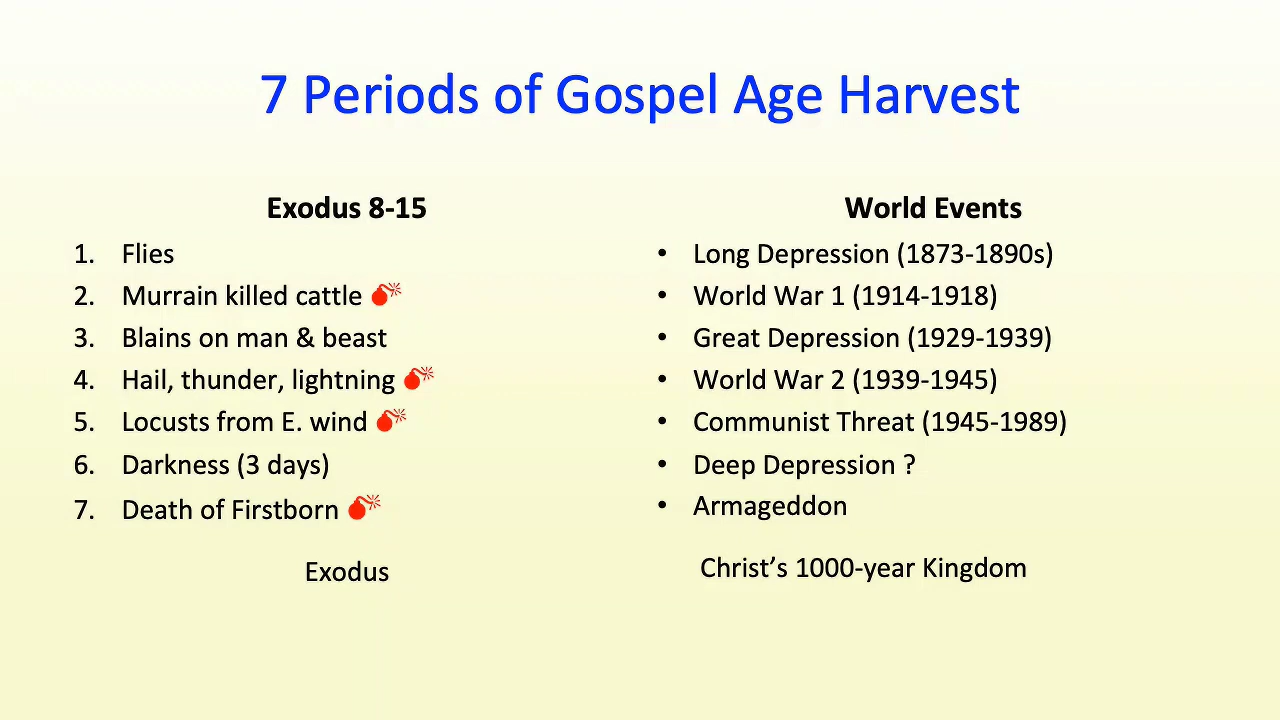 7 Periods of Gospel Age Harvest
Exodus 8-15
1. Flies
2. Murrain killed cattle 💣
3. Blains on man & beast
4. Hail, thunder, lightning 💣
5. Locusts from E. wind 💣
6. Darkness (3 days)
7. Death of Firstborn 💣
Exodus
World Events
• Long Depression (1873-1890s)
• World War 1 (1914-1918)
• Great Depression (1929-1939)
• World War 2 (1939-1945)
• Communist Threat (1945-1989)
• Deep Depression ?
• Armageddon
Christ’s 1000-year Kingdom